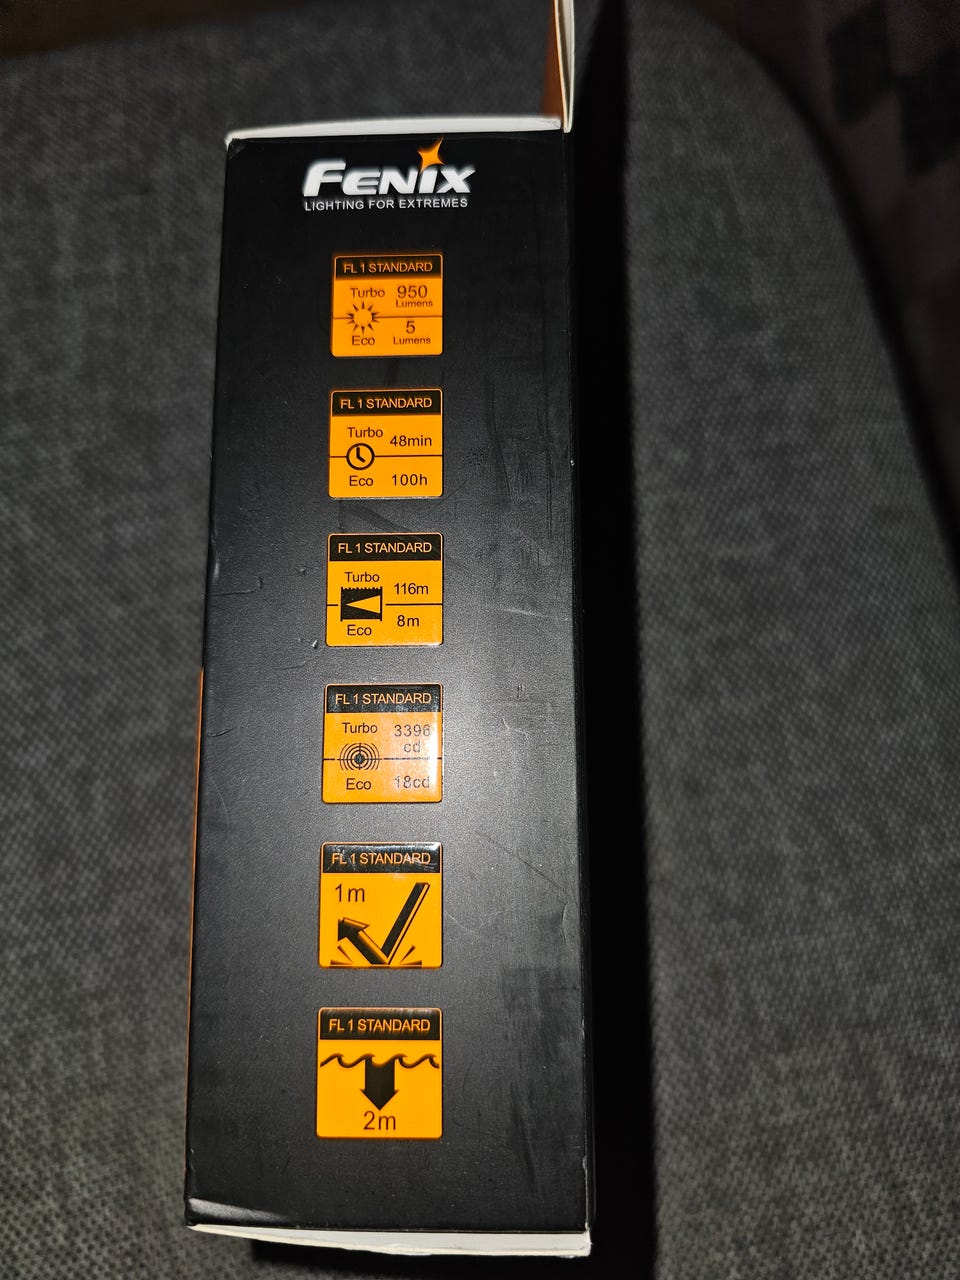 FENIX
LIGHTING FOR EXTREMES
FL 1 STANDARD
Turbo 950
Lumens
Eco 5
Lumens
FL 1 STANDARD
Turbo 48min
Eco 100h
FL 1 STANDARD
Turbo 116m
Eco 8m
FL 1 STANDARD
Turbo 3396
cd
Eco 18cd
FL 1 STANDARD
1m
FL 1 STANDARD
2m